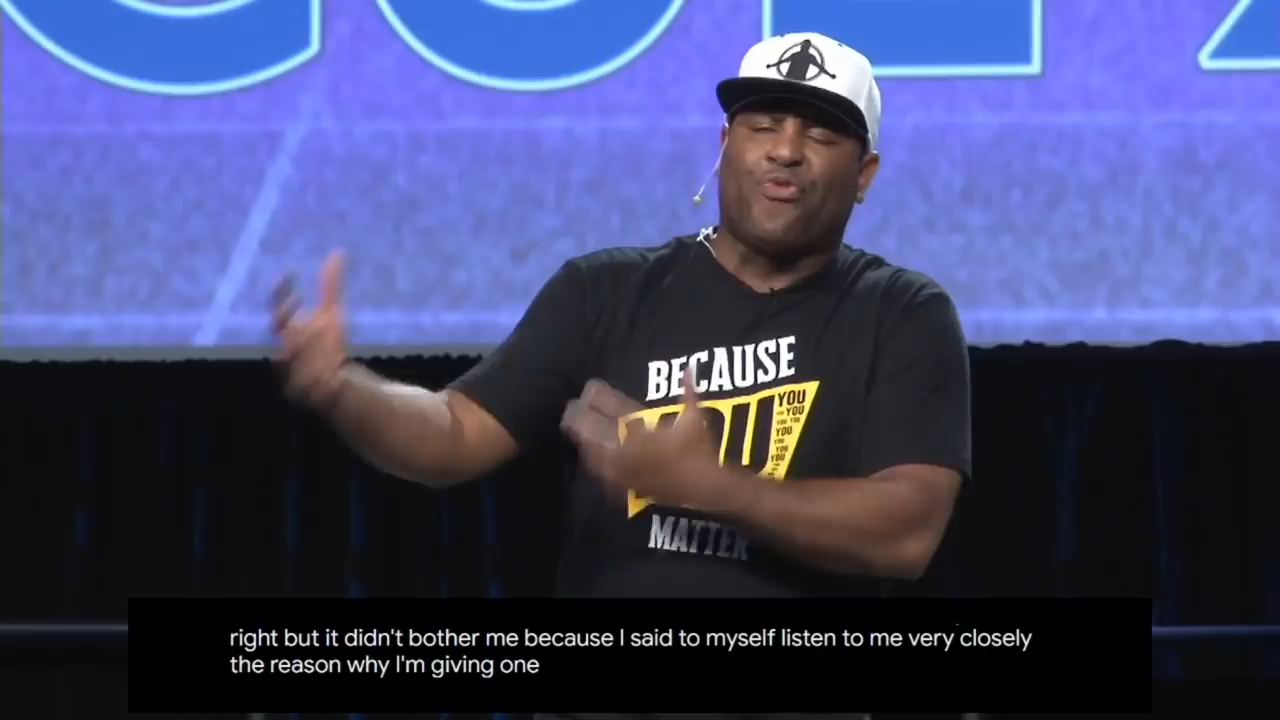 BECAUSE
YOU
YOU
YOU
YOU
YOU
YOU
MATTER
right but it didn't bother me because I said to myself listen to me very closely
the reason why I'm giving one